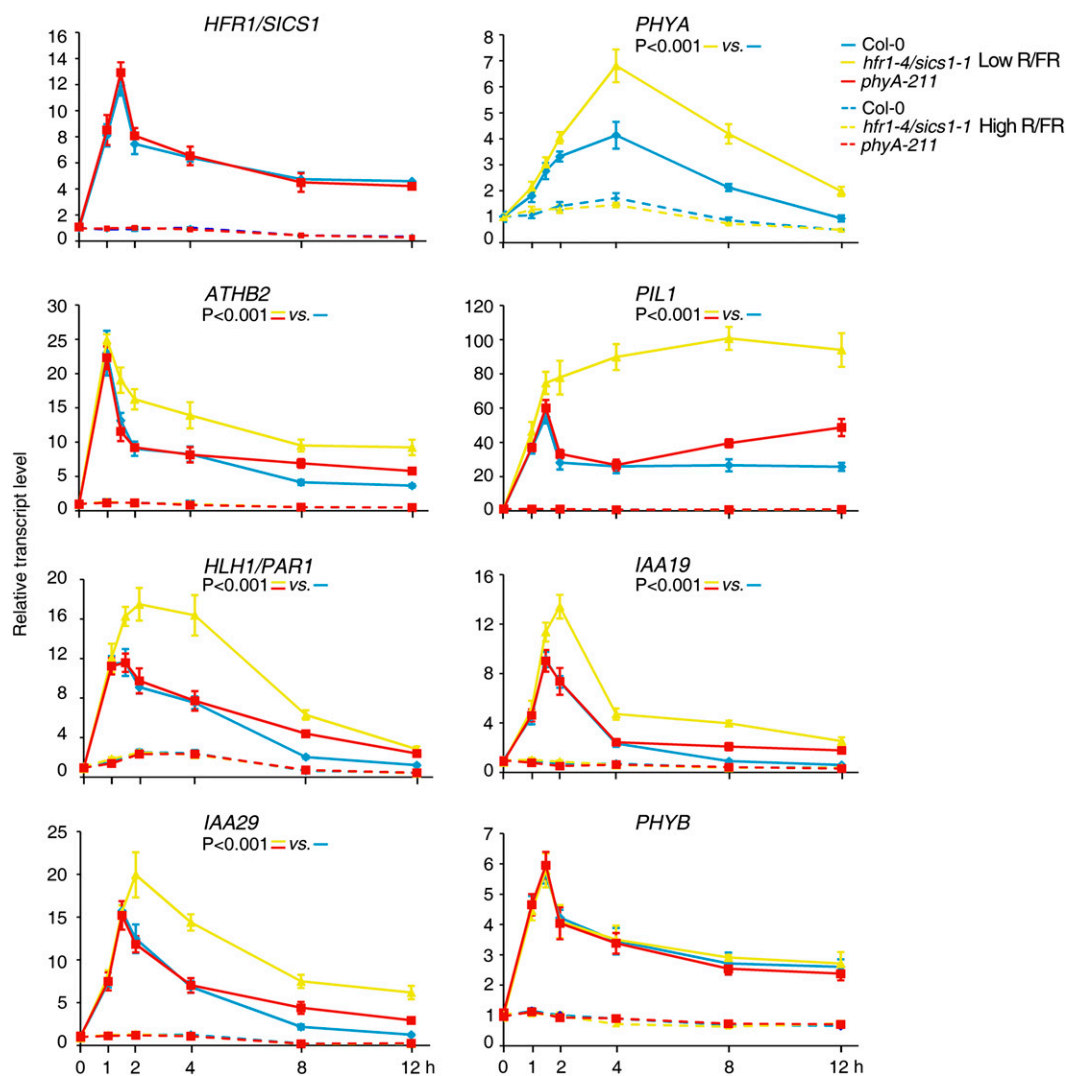 HFR1/SICS1
16
14
12
10
8
6
4
2
0
PHYA
P<0.001 vs.
8
7
6
5
4
3
2
1
0
Col-0
hfr1-4/sics1-1 Low R/FR
phyA-211
Col-0
hfr1-4/sics1-1 High R/FR
phyA-211
ATHB2
P<0.001 vs.
30
25
20
15
10
5
0
PIL1
P<0.001 vs.
120
100
80
60
40
20
0
Relative transcript level
HLH1/PAR1
P<0.001 vs.
20
16
12
8
4
0
IAA19
P<0.001 vs.
16
12
8
4
0
IAA29
P<0.001 vs.
25
20
15
10
5
0
0 1 2 4 8 12 h
PHYB
7
6
5
4
3
2
1
0
0 1 2 4 8 12 h